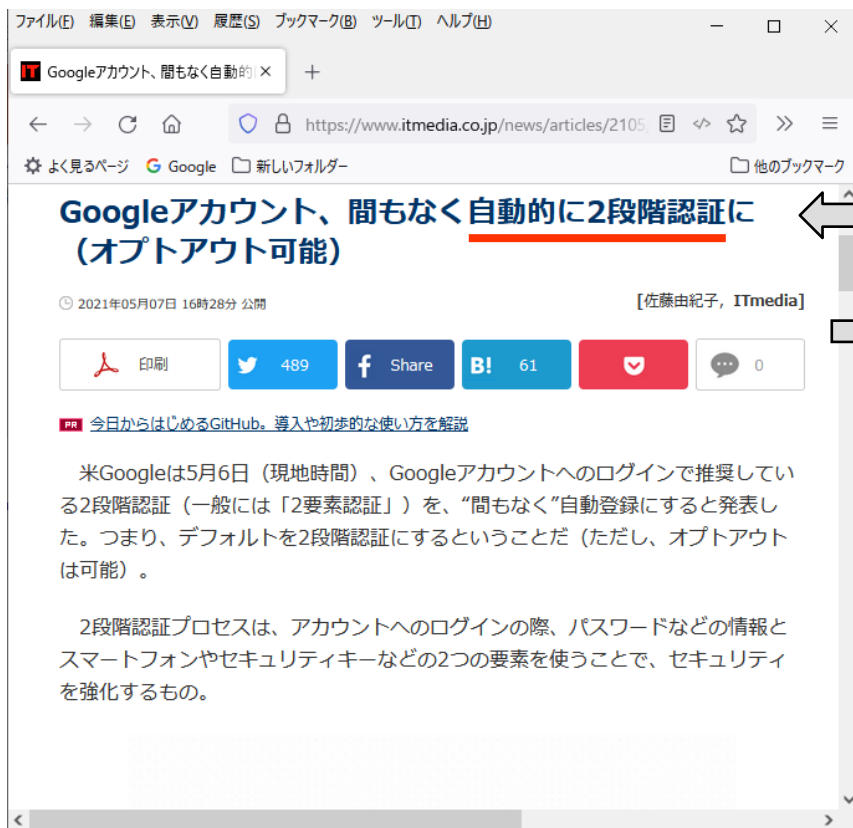 ファイル(F) 編集(E) 表示(V) 履歴(S) ブックマーク(B) ツール(T) ヘルプ(H)
Googleアカウント、間もなく自動的に
https://www.itmedia.co.jp/news/articles/2105
よく見るページ Google 新しいフォルダー 他のブックマーク
Googleアカウント、間もなく自動的に2段階認証に
（オプトアウト可能）
2021年05月07日 16時28分 公開 [佐藤由紀子，ITmedia]
印刷 489 Share B! 61 0
PR 今日からはじめるGitHub。導入や初歩的な使い方を解説
米Googleは5月6日（現地時間）、Googleアカウントへのログインで推奨してい
る2段階認証（一般には「2要素認証」）を、“間もなく”自動登録にすると発表し
た。つまり、デフォルトを2段階認証にするということだ（ただし、オプトアウト
は可能）。
2段階認証プロセスは、アカウントへのログインの際、パスワードなどの情報と
スマートフォンやセキュリティキーなどの2つの要素を使うことで、セキュリティ
を強化するもの。